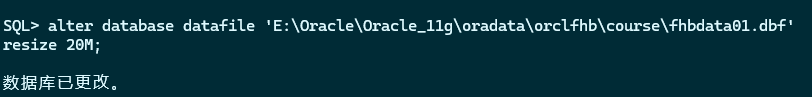 SQL> alter database datafile 'E:\Oracle\Oracle_11g\oradata\orclfhb\course\fhbdata01.dbf'
resize 20M;
数据库已更改。